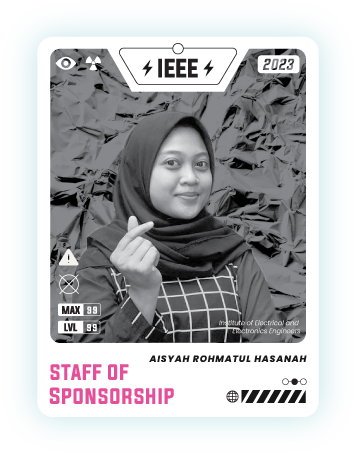 IEEE
2023
MAX 99
LVL 99
Institute of Electrical and
Electronics Engineers
AISYAH ROHMATUL HASANAH
STAFF OF
SPONSORSHIP